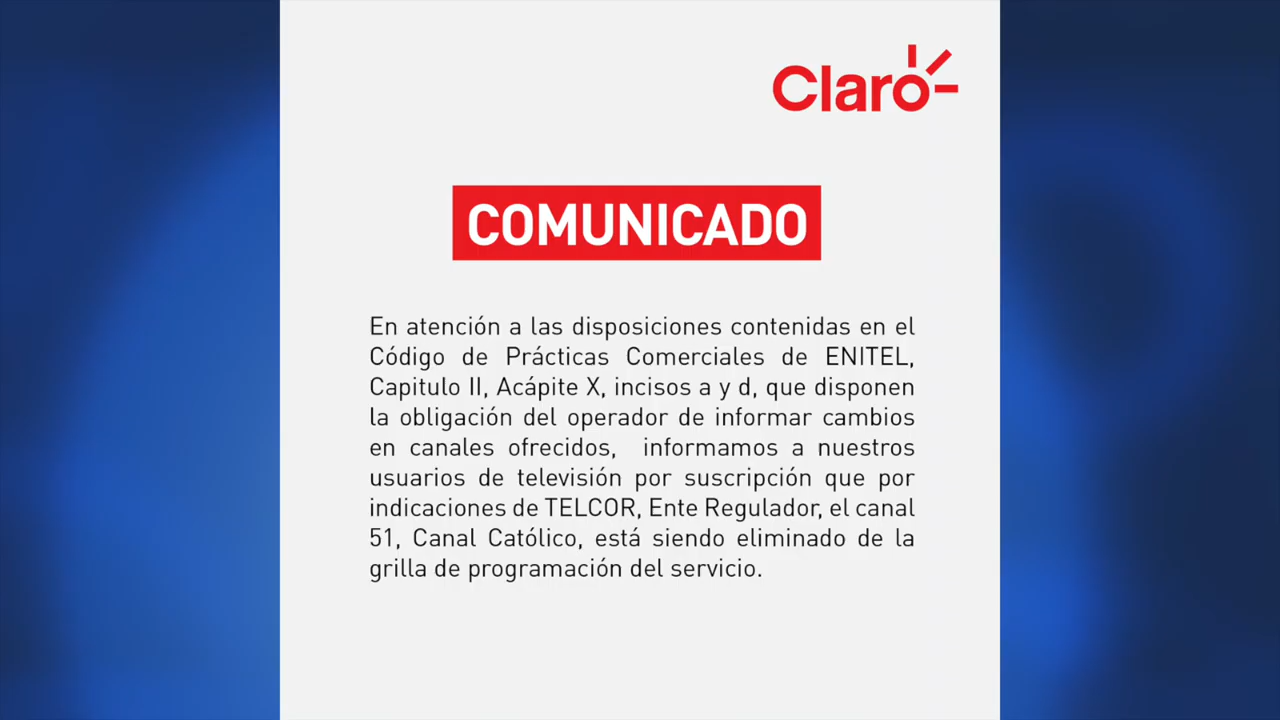 Claro
COMUNICADO
En atención a las disposiciones contenidas en el
Código de Prácticas Comerciales de ENITEL,
Capitulo II, Acápite X, incisos a y d, que disponen
la obligación del operador de informar cambios
en canales ofrecidos, informamos a nuestros
usuarios de televisión por suscripción que por
indicaciones de TELCOR, Ente Regulador, el canal
51, Canal Católico, está siendo eliminado de la
grilla de programación del servicio.